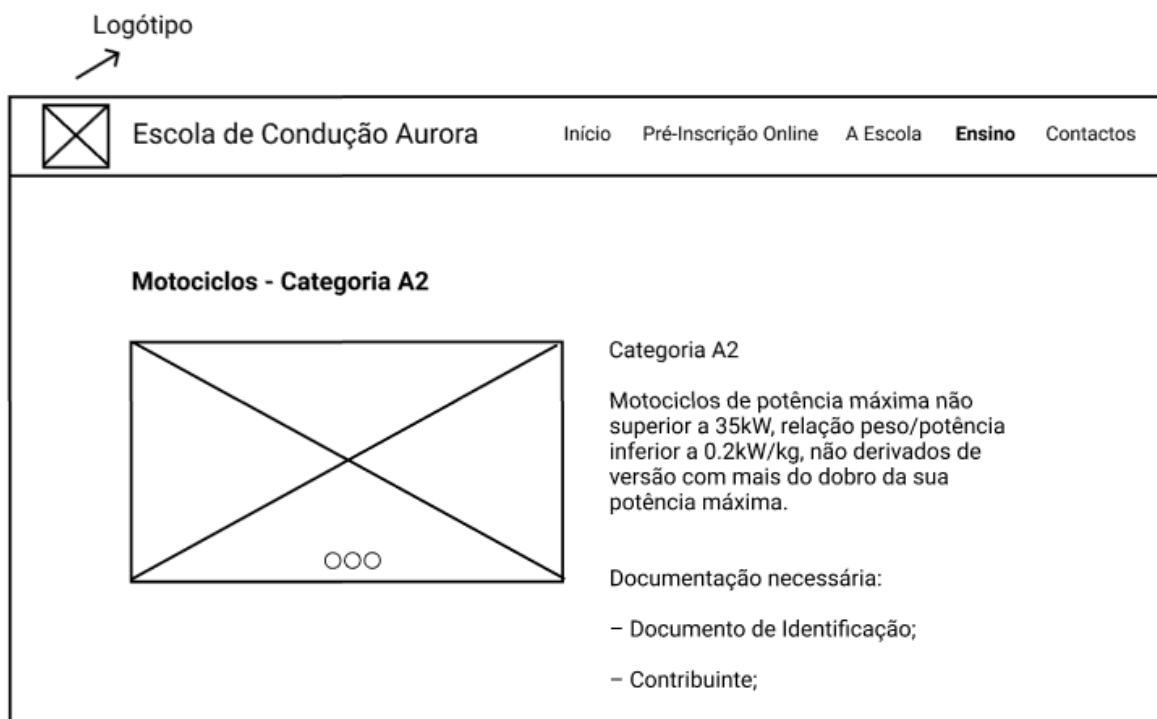 Logótipo
Escola de Condução Aurora
Início
Pré-Inscrição Online
A Escola
Ensino
Contactos
Motociclos - Categoria A2
Categoria A2
Motociclos de potência máxima não
superior a 35kW, relação peso/potência
inferior a 0.2kW/kg, não derivados de
versão com mais do dobro da sua
potência máxima.
Documentação necessária:
– Documento de Identificação;
– Contribuinte;